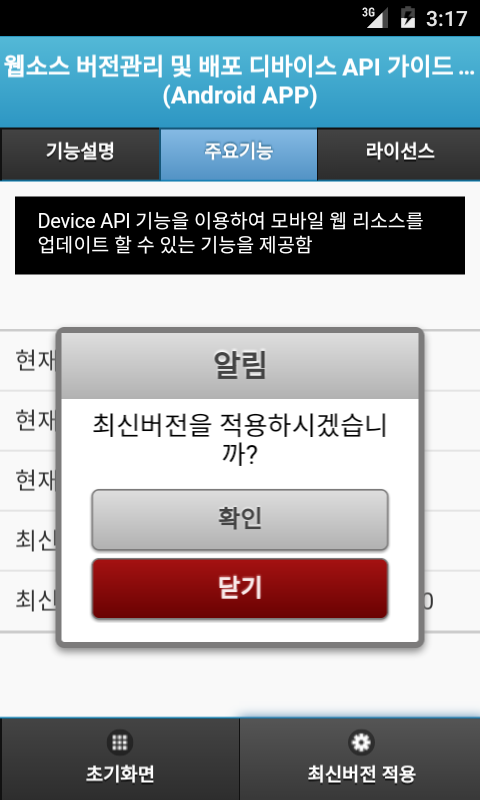 3G
3:17
웹소스 버전관리 및 배포 디바이스 API 가이드 ...
(Android APP)
기능설명
주요기능
라이선스
Device API 기능을 이용하여 모바일 웹 리소스를
업데이트 할 수 있는 기능을 제공함
알림
최신버전을 적용하시겠습니
까?
확인
닫기
현재
현재
현재
최신
최신
0
초기화면
최신버전 적용